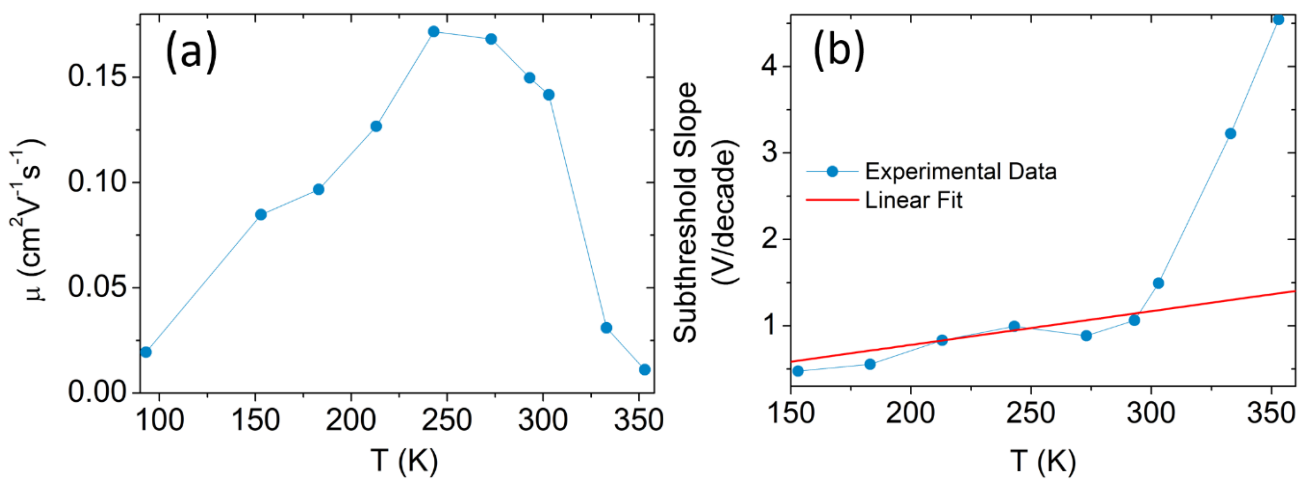 (a)
0.15
0.10
0.05
0.00
μ (cm²V⁻¹s⁻¹)
100 150 200 250 300 350
T (K)
(b)
4
3
2
1
Subthreshold Slope
(V/decade)
Experimental Data
Linear Fit
150 200 250 300 350
T (K)